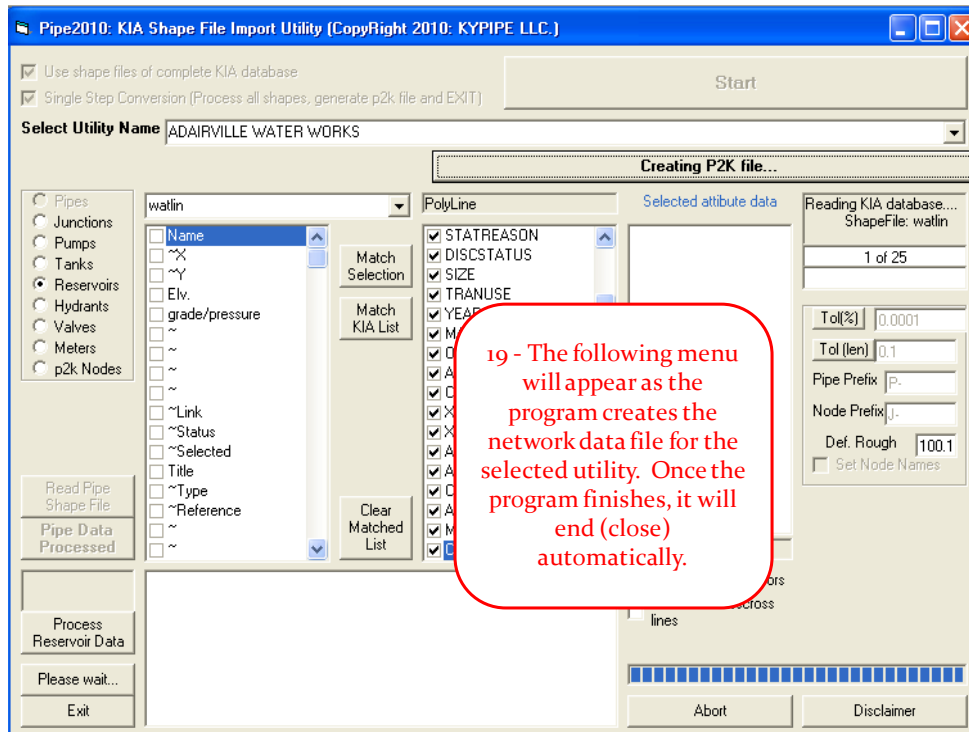 Pipe2010: KIA Shape File Import Utility (CopyRight 2010: KYPIPE LLC.)
Use shape files of complete KIA database
Single Step Conversion (Process all shapes, generate p2k file and EXIT)
Start
Select Utility Name
ADAIRVILLE WATER WORKS
Creating P2K file...
Pipes
Junctions
Pumps
Tanks
Reservoirs
Hydrants
Valves
Meters
p2k Nodes
watlin
Name
~X
~Y
Elv.
grade/pressure
~
~
~
~
~Link
~Status
~Selected
Title
~Type
~Reference
~
~
Match
Selection
Match
KIA List
Clear
Matched
List
PolyLine
STATREASON
DISCSTATUS
SIZE
TRANUSE
Selected attibute data
Reading KIA database....
ShapeFile: watlin
1 of 25
Tol(%) 0.0001
Tol (len) 0.1
Pipe Prefix P-
Node Prefix J-
Def. Rough 100.1
Set Node Names
19 - The following menu
will appear as the
program creates the
network data file for the
selected utility. Once the
program finishes, it will
end (close)
automatically.
Read Pipe
Shape File
Pipe Data
Processed
Process
Reservoir Data
Please wait...
Exit
lines
Abort
Disclaimer